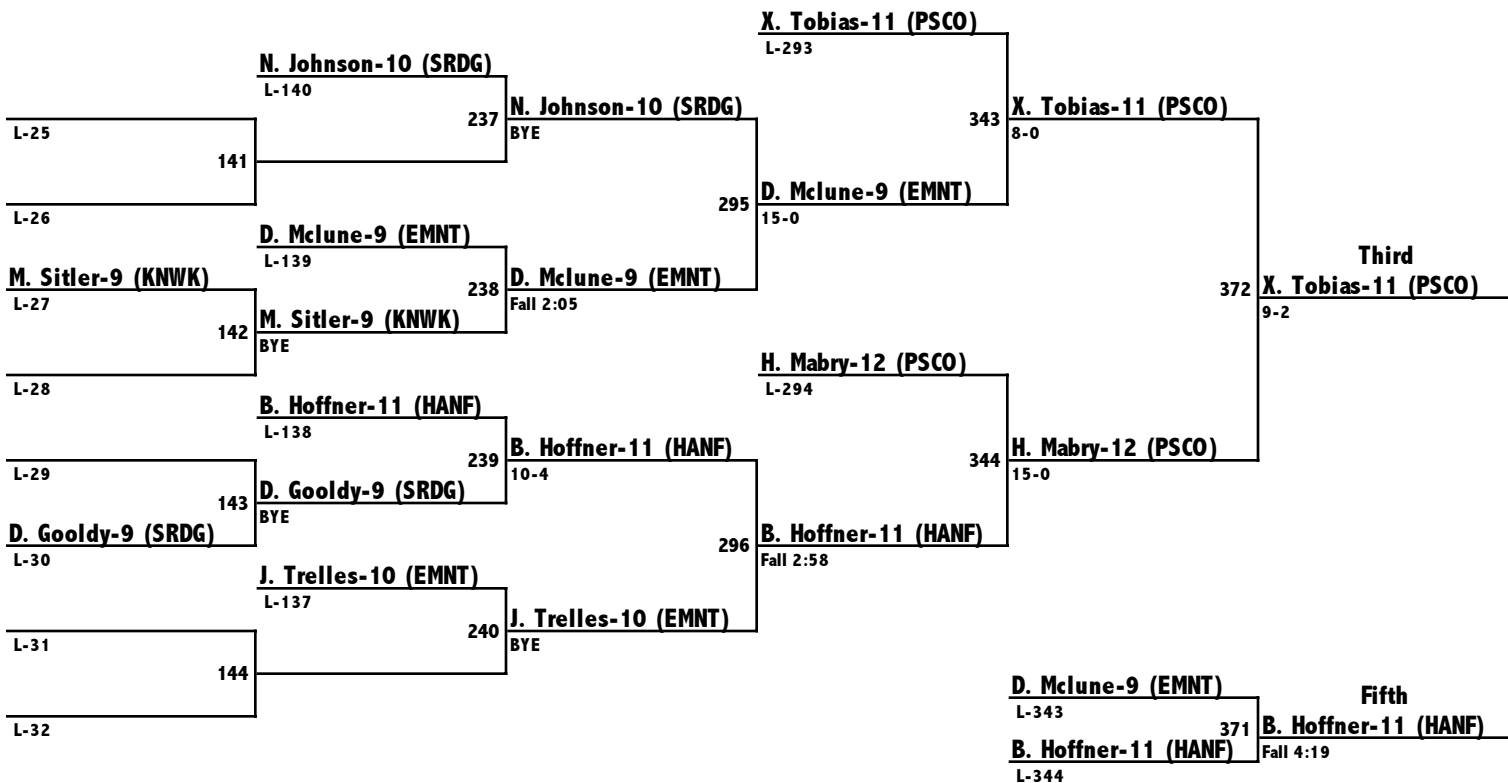 X. Tobias-11 (PSCO)
L-293
N. Johnson-10 (SRDG)
L-140
237 N. Johnson-10 (SRDG)
BYE
343 X. Tobias-11 (PSCO)
8-0
L-25
141
L-26
295 D. Mclune-9 (EMNT)
15-0
D. Mclune-9 (EMNT)
L-139
238 D. Mclune-9 (EMNT)
Fall 2:05
M. Sitler-9 (KNWK)
L-27
142 M. Sitler-9 (KNWK)
BYE
L-28
Third
372 X. Tobias-11 (PSCO)
9-2
H. Mabry-12 (PSCO)
L-294
B. Hoffner-11 (HANF)
L-138
239 B. Hoffner-11 (HANF)
10-4
344 H. Mabry-12 (PSCO)
15-0
L-29
143 D. Gooldy-9 (SRDG)
BYE
D. Gooldy-9 (SRDG)
L-30
296 B. Hoffner-11 (HANF)
Fall 2:58
J. Trelles-10 (EMNT)
L-137
240 J. Trelles-10 (EMNT)
BYE
L-31
144
L-32
D. Mclune-9 (EMNT)
L-343
Fifth
371 B. Hoffner-11 (HANF)
Fall 4:19
B. Hoffner-11 (HANF)
L-344